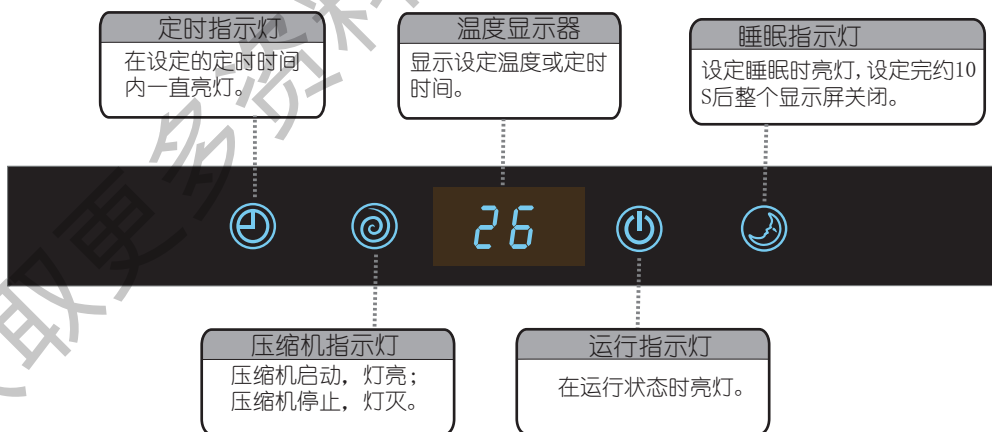 定时指示灯
在设定的定时时间
内一直亮灯。
温度显示器
显示设定温度或定时
时间。
睡眠指示灯
设定睡眠时亮灯,设定完约10
S后整个显示屏关闭。
26
压缩机指示灯
压缩机启动，灯亮;
压缩机停止，灯灭。
运行指示灯
在运行状态时亮灯。
取更多资料